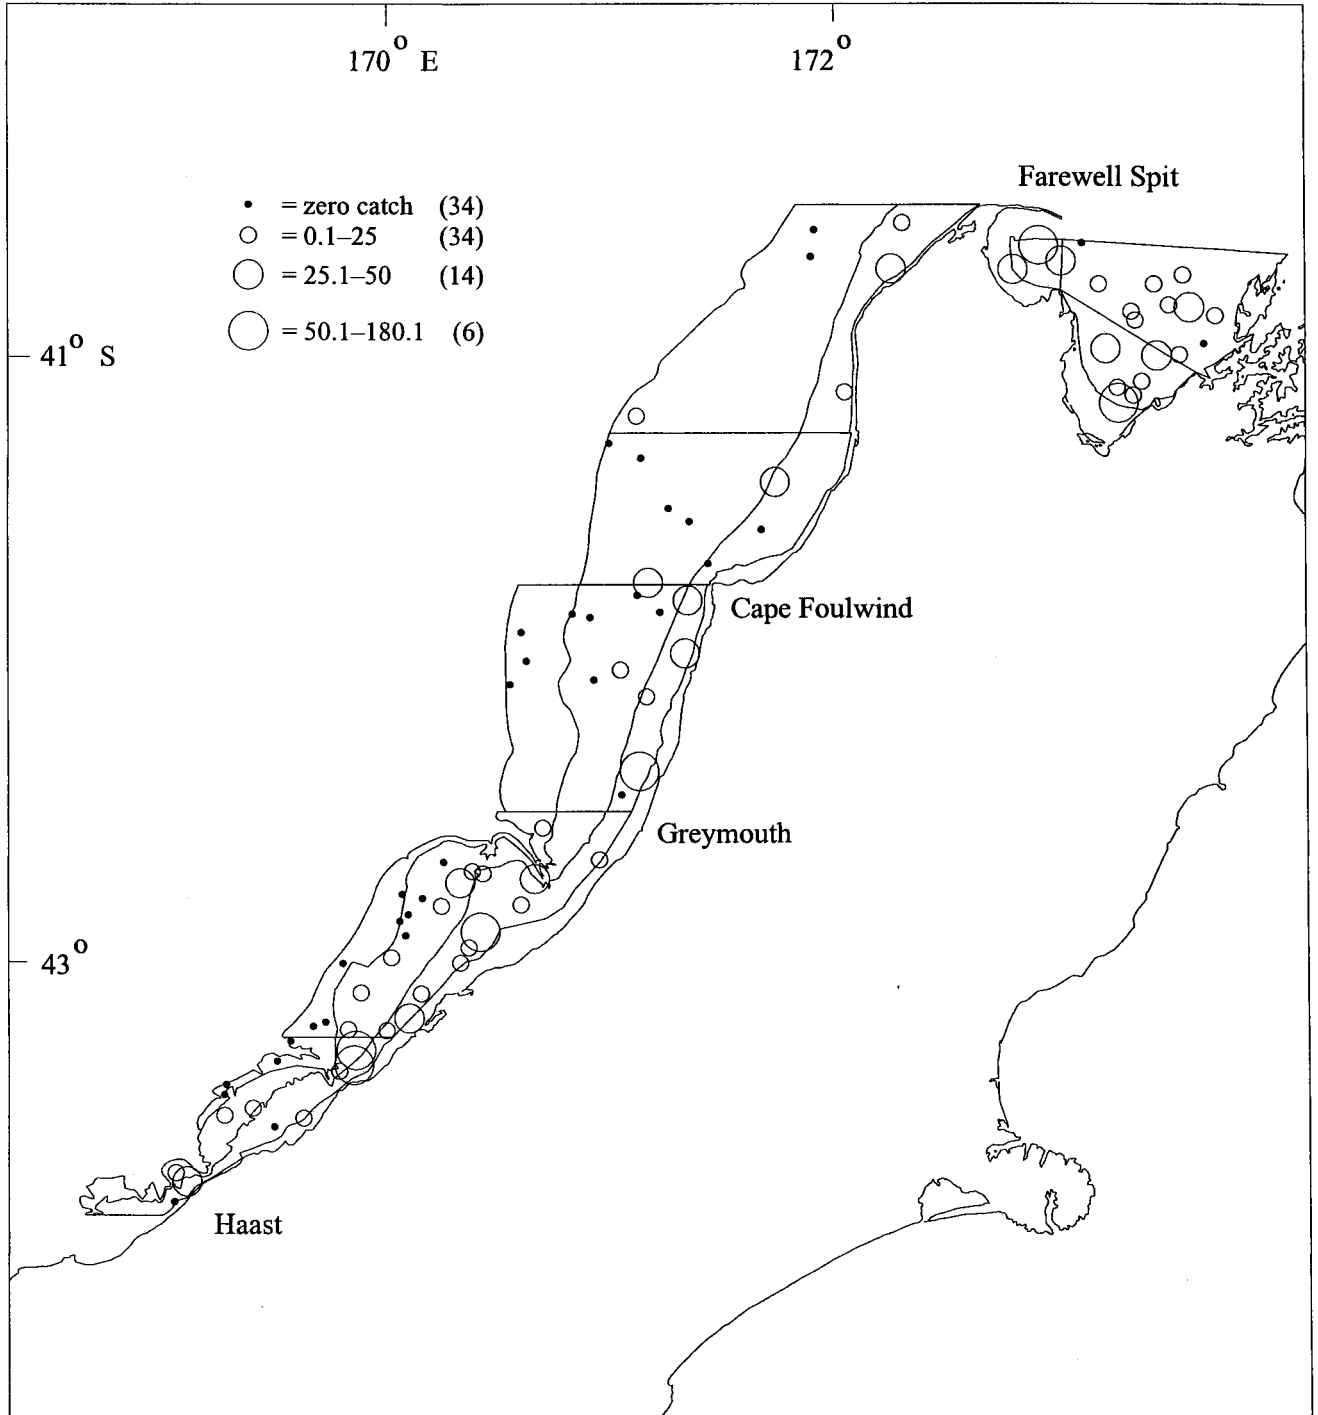 170° E
172°
Farewell Spit
= zero catch (34)
= 0.1–25 (34)
= 25.1–50 (14)
= 50.1–180.1 (6)
41° S
Cape Foulwind
Greymouth
43°
Haast